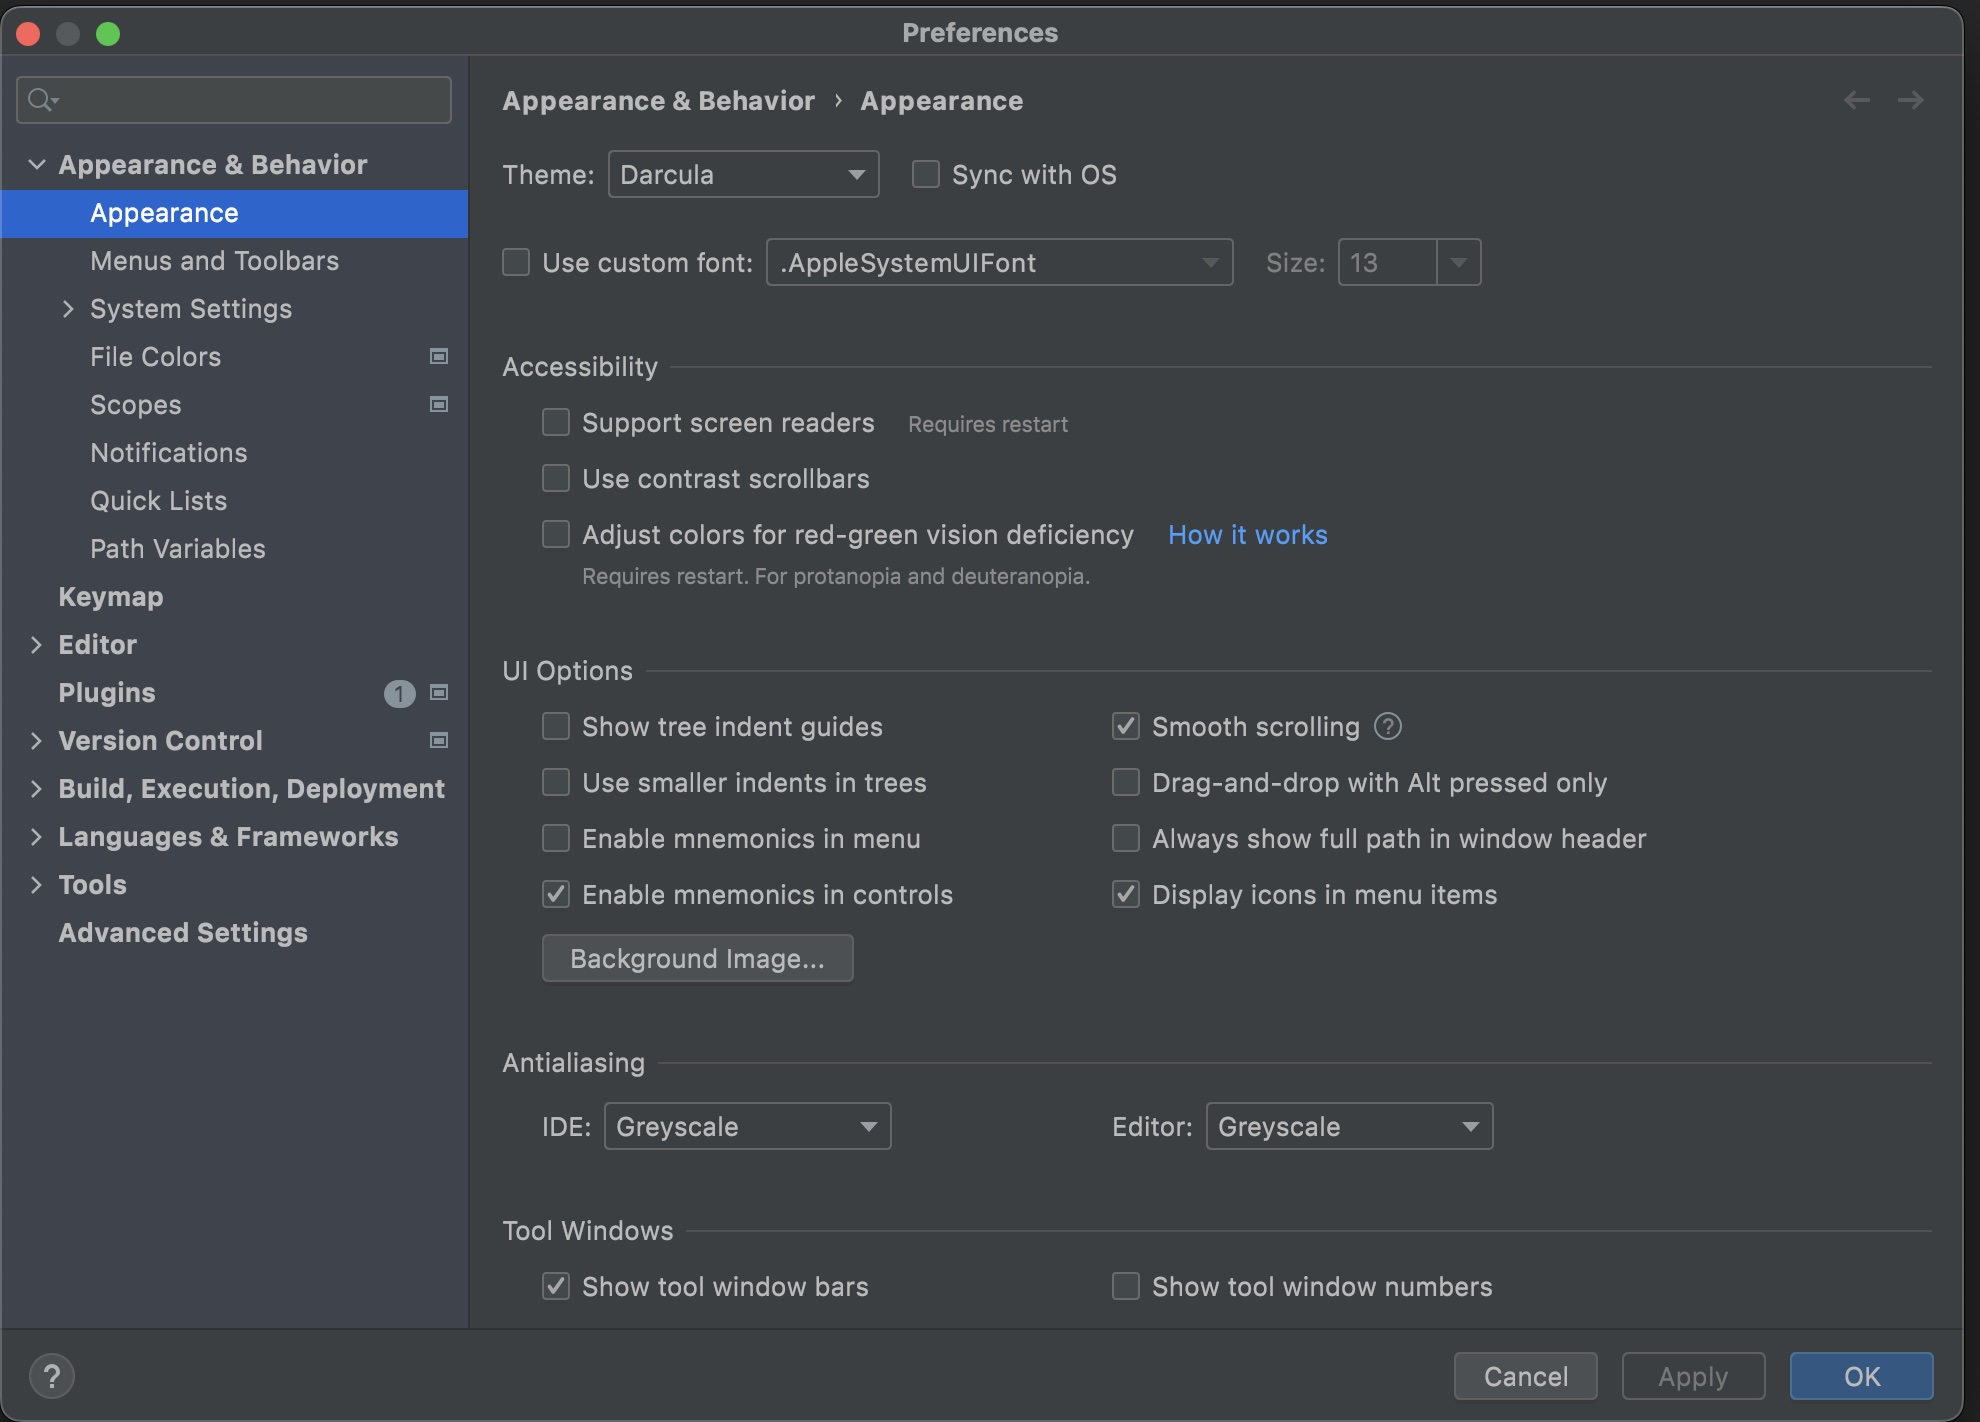 Preferences
Appearance & Behavior
Appearance
Menus and Toolbars
System Settings
File Colors
Scopes
Notifications
Quick Lists
Path Variables
Keymap
Editor
Plugins 1
Version Control
Build, Execution, Deployment
Languages & Frameworks
Tools
Advanced Settings
Appearance & Behavior › Appearance
Theme: Darcula Sync with OS
Use custom font: .AppleSystemUIFont Size: 13
Accessibility
Support screen readers Requires restart
Use contrast scrollbars
Adjust colors for red-green vision deficiency How it works
Requires restart. For protanopia and deuteranopia.
UI Options
Show tree indent guides Smooth scrolling ?
Use smaller indents in trees Drag-and-drop with Alt pressed only
Enable mnemonics in menu Always show full path in window header
Enable mnemonics in controls Display icons in menu items
Background Image...
Antialiasing
IDE: Greyscale Editor: Greyscale
Tool Windows
Show tool window bars Show tool window numbers
? Cancel Apply OK